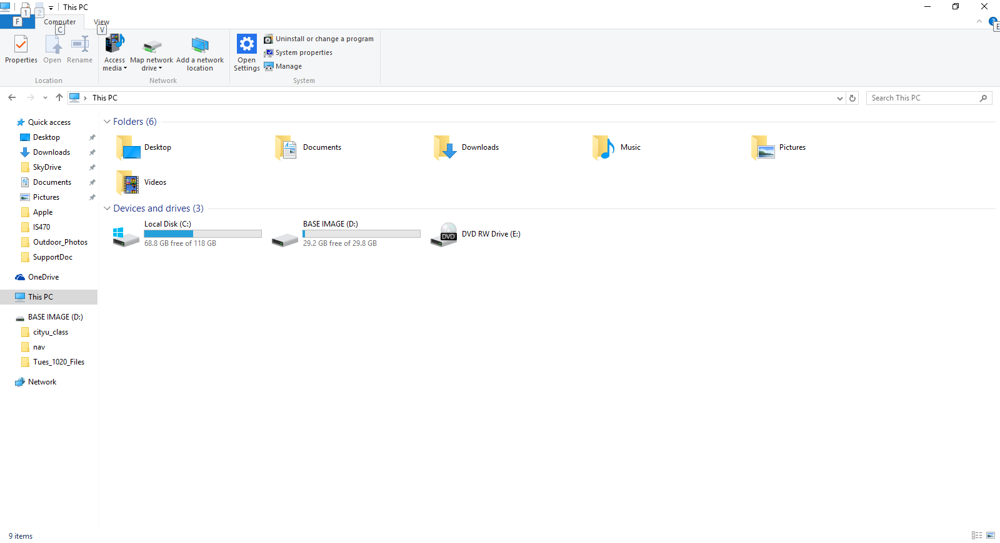 1
2
This PC
F
Computer
View
C
V
E
Properties
Open
Rename
Access media
Map network drive
Add a network location
Open Settings
Uninstall or change a program
System properties
Manage
Location
Network
System
This PC
Search This PC
Quick access
Desktop
Downloads
SkyDrive
Documents
Pictures
Apple
IS470
Outdoor_Photos
SupportDoc
OneDrive
This PC
BASE IMAGE (D:)
cityu_class
nav
Tues_1020_Files
Network
Folders (6)
Desktop
Documents
Downloads
Music
Pictures
Videos
Devices and drives (3)
Local Disk (C:)
68.8 GB free of 118 GB
BASE IMAGE (D:)
29.2 GB free of 29.8 GB
DVD
DVD RW Drive (E:)
9 items